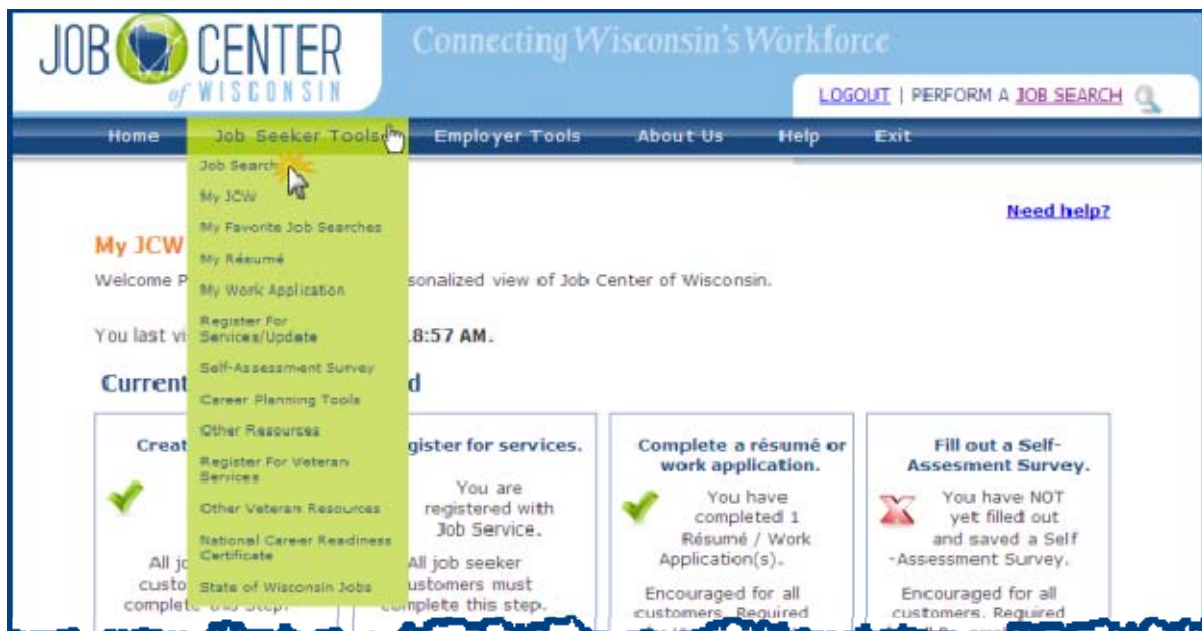 JOB CENTER
of WISCONSIN
Connecting Wisconsin's Workforce
LOGOUT | PERFORM A JOB SEARCH
Home Job Seeker Tools Employer Tools About Us Help Exit
Job Search
My JCW
My Favorite Job Searches
My Résumé
My Work Application
Register For
Services/Update
Self-Assessment Survey
Career Planning Tools
Other Resources
Register For Veteran
Services
Other Veteran Resources
National Career Readiness
Certificate
State of Wisconsin Jobs
Need help?
My JCW
Welcome P sonalized view of Job Center of Wisconsin.
You last vi 8:57 AM.
Current d
Creat
All jo
custo
complete this step.
gister for services.
You are
registered with
Job Service.
All job seeker
ustomers must
complete this step.
Complete a résumé or
work application.
You have
completed 1
Résumé / Work
Application(s).
Encouraged for all
customers. Required
Fill out a Self-
Assesment Survey.
You have NOT
yet filled out
and saved a Self
-Assessment Survey.
Encouraged for all
customers. Required